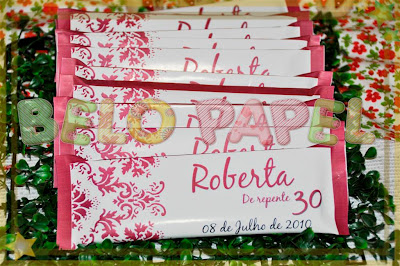 Roberta
BELO PAPEL
Roberta
De repente 30
08 de Julho de 2010